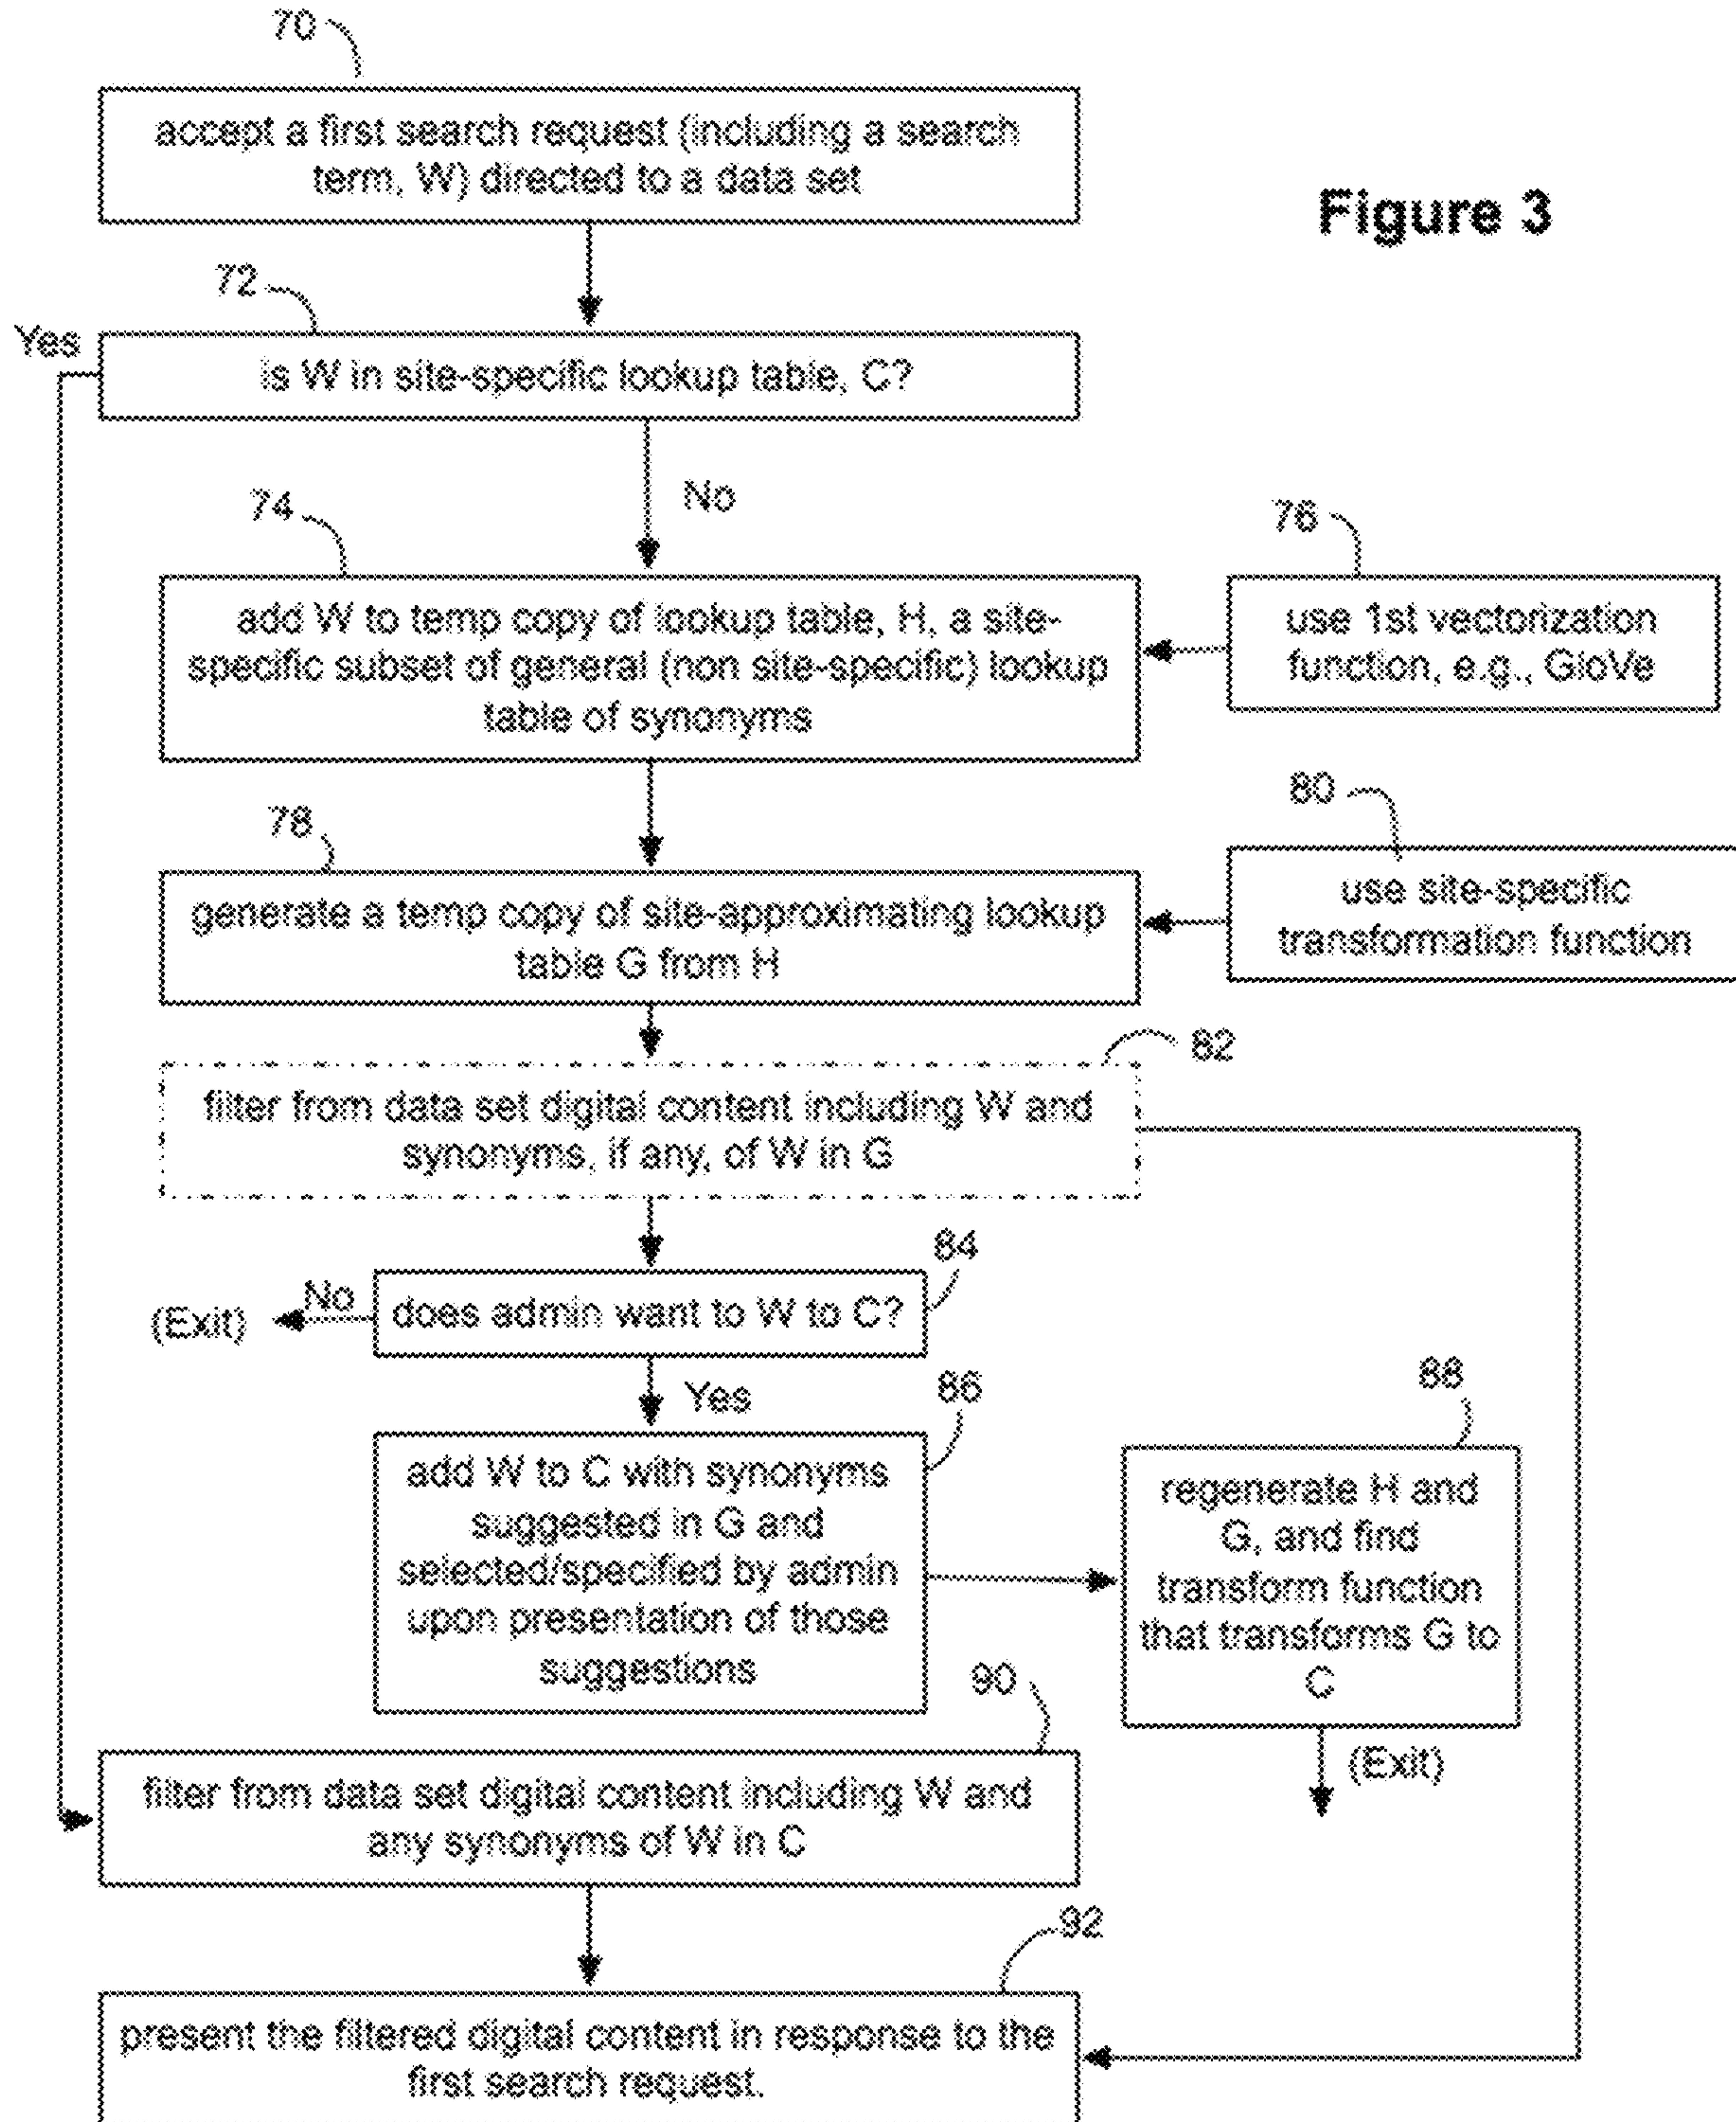 70
accept a first search request (including a search
term, W) directed to a data set
Figure 3
72
Yes
is W in site-specific lookup table, C?
No
74
add W to temp copy of lookup table, H, a site-
specific subset of general (non site-specific) lookup
table of synonyms
76
use 1st vectorization
function, e.g., GloVe
78
generate a temp copy of site-approximating lookup
table G from H
80
use site-specific
transformation function
82
filter from data set digital content including W and
synonyms, if any, of W in G
84
does admin want to W to C?
No
(Exit)
Yes
86
add W to C with synonyms
suggested in G and
selected/specified by admin
upon presentation of those
suggestions
88
regenerate H and
G, and find
transform function
that transforms G to
C
(Exit)
90
filter from data set digital content including W and
any synonyms of W in C
92
present the filtered digital content in response to the
first search request.